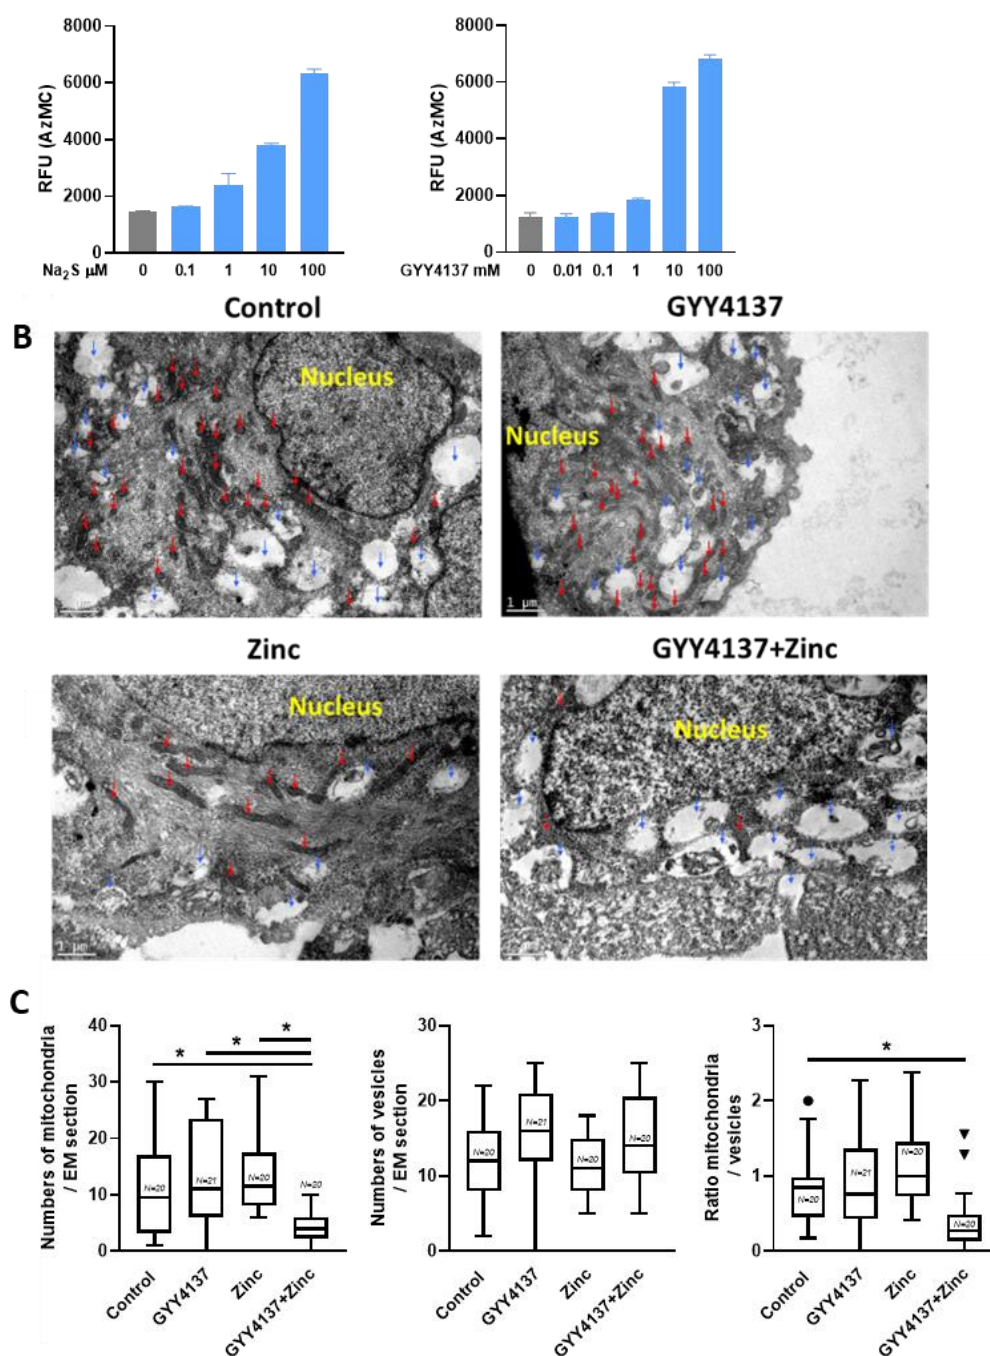 8000
6000
4000
2000
0
RFU (AzMC)
Na2S μM 0 0.1 1 10 100
8000
6000
4000
2000
0
RFU (AzMC)
GYY4137 mM 0 0.01 0.1 1 10 100
B
Control
GYY4137
Nucleus
1 μm
Nucleus
1 μm
Zinc
GYY4137+Zinc
Nucleus
1 μm
Nucleus
1 μm
C
Numbers of mitochondria
/ EM section
40
30
20
10
0
* * *
N=20 N=21 N=20 N=20
Control GYY4137 Zinc GYY4137+Zinc
Numbers of vesicles
/ EM section
30
20
10
0
N=20 N=21 N=20 N=20
Control GYY4137 Zinc GYY4137+Zinc
Ratio mitochondria
/ vesicles
3
2
1
0
*
N=20 N=21 N=20 N=20
Control GYY4137 Zinc GYY4137+Zinc